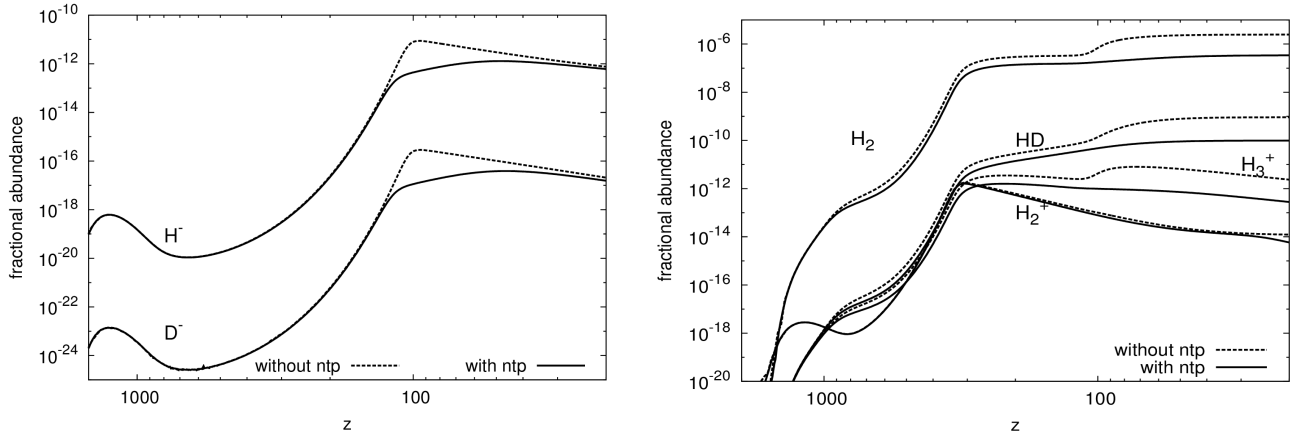 10^-10
10^-12
10^-14
10^-16
10^-18
10^-20
10^-22
10^-24
fractional abundance
H^-
D^-
without ntp
with ntp
1000
100
z
10^-6
10^-8
10^-10
10^-12
10^-14
10^-16
10^-18
10^-20
fractional abundance
H_2
HD
H_3^+
H_2^+
without ntp
with ntp
1000
100
z